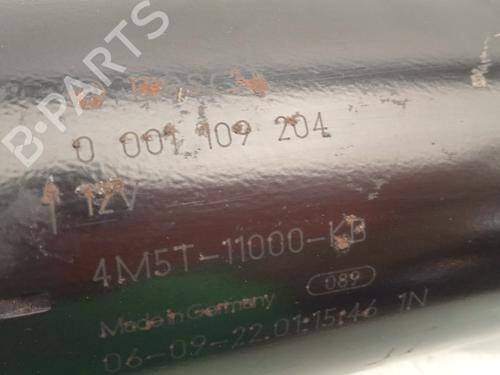 B-PARTS
BOSCH
0 001 109 204
12V
4M5T-11000-KB
089
Made in Germany
06-09-22.01:15:46 1N